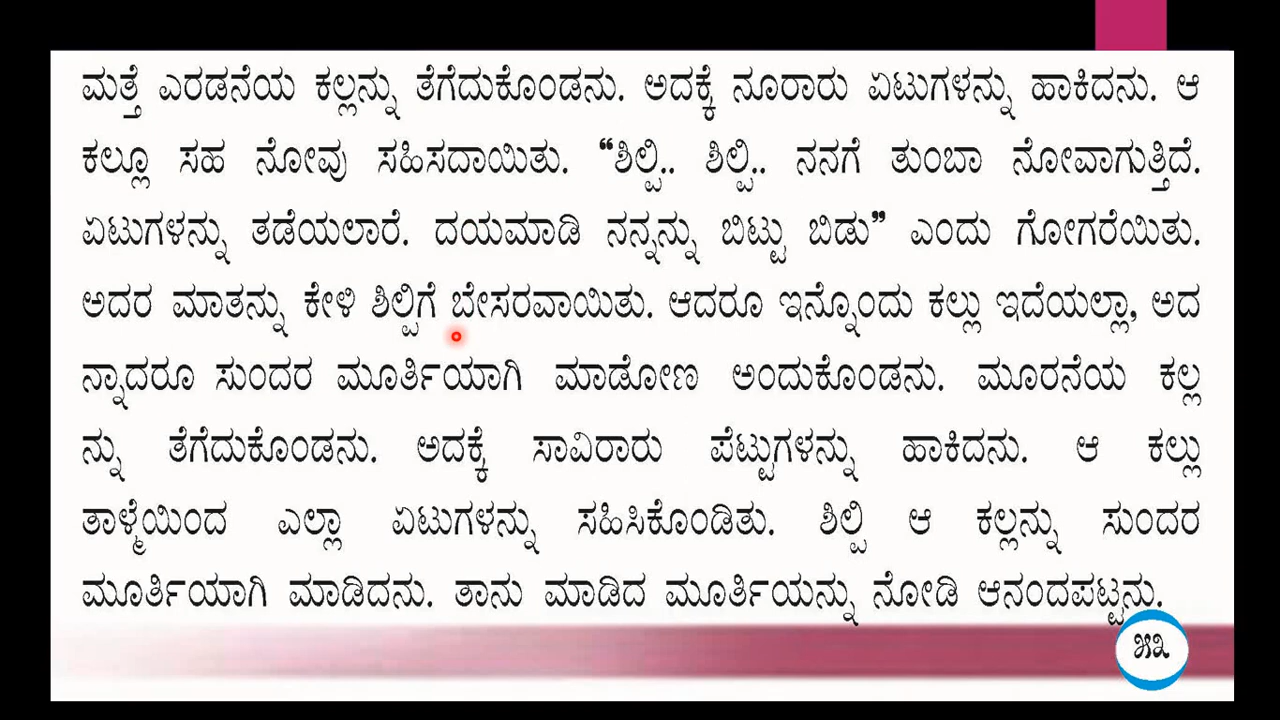 ಮತ್ತೆ ಎರಡನೆಯ ಕಲ್ಲನ್ನು ತೆಗೆದುಕೊಂಡನು. ಅದಕ್ಕೆ ನೂರಾರು ಏಟುಗಳನ್ನು ಹಾಕಿದನು. ಆ
ಕಲ್ಲೂ ಸಹ ನೋವು ಸಹಿಸದಾಯಿತು. “ಶಿಲ್ಪಿ.. ಶಿಲ್ಪಿ.. ನನಗೆ ತುಂಬಾ ನೋವಾಗುತ್ತಿದೆ.
ಏಟುಗಳನ್ನು ತಡೆಯಲಾರೆ. ದಯಮಾಡಿ ನನ್ನನ್ನು ಬಿಟ್ಟು ಬಿಡು” ಎಂದು ಗೋಗರೆಯಿತು.
ಅದರ ಮಾತನ್ನು ಕೇಳಿ ಶಿಲ್ಪಿಗೆ ಬೇಸರವಾಯಿತು. ಆದರೂ ಇನ್ನೊಂದು ಕಲ್ಲು ಇದೆಯಲ್ಲಾ, ಅದ
ನ್ನಾದರೂ ಸುಂದರ ಮೂರ್ತಿಯಾಗಿ ಮಾಡೋಣ ಅಂದುಕೊಂಡನು. ಮೂರನೆಯ ಕಲ್ಲ
ನ್ನು ತೆಗೆದುಕೊಂಡನು. ಅದಕ್ಕೆ ಸಾವಿರಾರು ಪೆಟ್ಟುಗಳನ್ನು ಹಾಕಿದನು. ಆ ಕಲ್ಲು
ತಾಳ್ಮೆಯಿಂದ ಎಲ್ಲಾ ಏಟುಗಳನ್ನು ಸಹಿಸಿಕೊಂಡಿತು. ಶಿಲ್ಪಿ ಆ ಕಲ್ಲನ್ನು ಸುಂದರ
ಮೂರ್ತಿಯಾಗಿ ಮಾಡಿದನು. ತಾನು ಮಾಡಿದ ಮೂರ್ತಿಯನ್ನು ನೋಡಿ ಆನಂದಪಟ್ಟನು.
೫೩